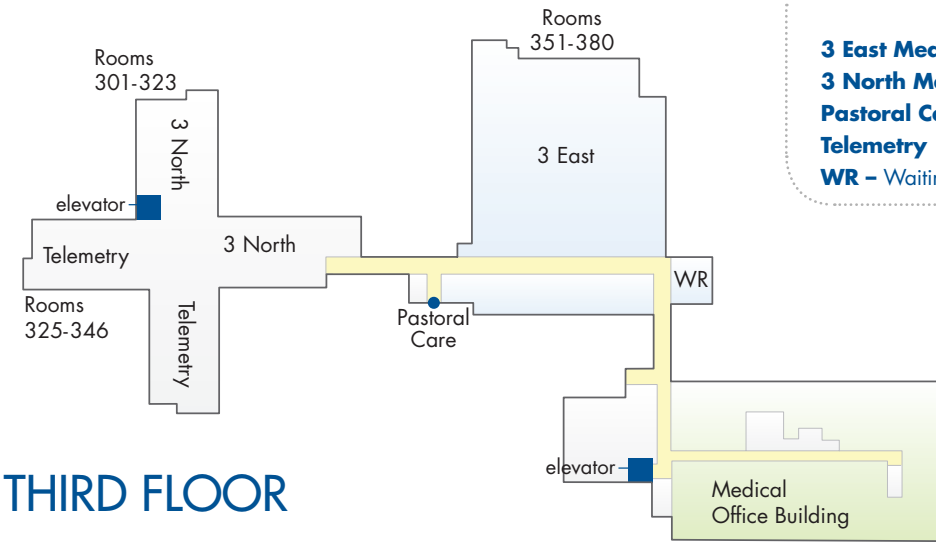 Rooms
351-380
Rooms
301-323
3 East
3 North
Pastoral
Telemetry
WR –
3 North
3 East
elevator
Telemetry
3 North
WR
Rooms
325-346
Telemetry
Pastoral
Care
elevator
THIRD FLOOR
Medical
Office Building